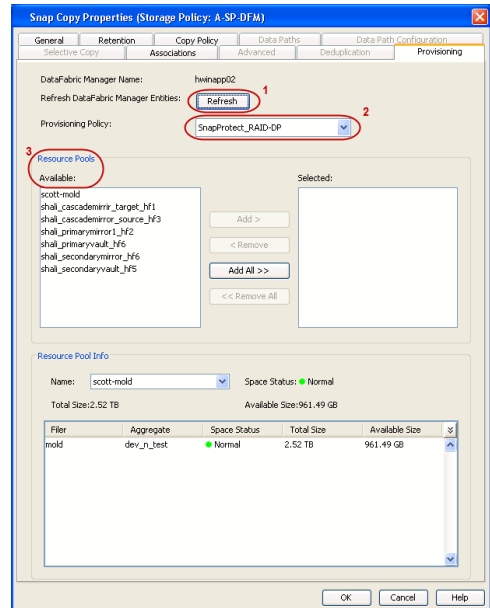 Snap Copy Properties (Storage Policy: A-SP-DFM)
General Retention Copy Policy Data Paths Data Path Configuration
Selective Copy Associations Advanced Deduplication Provisioning
DataFabric Manager Name: hwinapp02
Refresh DataFabric Manager Entities: Refresh 1
Provisioning Policy: SnapProtect_RAID-DP 2
3 Resource Pools
Available: Selected:
scott-mold
shali_cascademirrir_target_hf1
shali_cascademirror_source_hf3
shali_primarymirror1_hf2
shali_primaryvault_hf6
shali_secondarymirror_hf6
shali_secondaryvault_hf5
Add >
< Remove
Add All >>
<< Remove All
Resource Pool Info
Name: scott-mold Space Status: Normal
Total Size:2.52 TB Available Size:961.49 GB
Filer Aggregate Space Status Total Size Available Size
mold dev_n_test Normal 2.52 TB 961.49 GB
OK Cancel Help